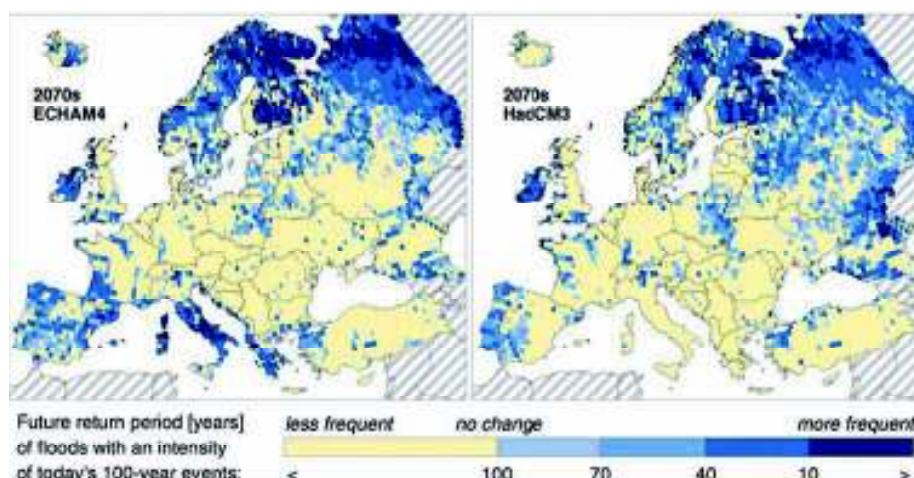 2070s
ECHAM4
2070s
HadCM3
Future return period [years]
of floods with an intensity
of today's 100-year events:
less frequent no change more frequent
< 100 70 40 10 >